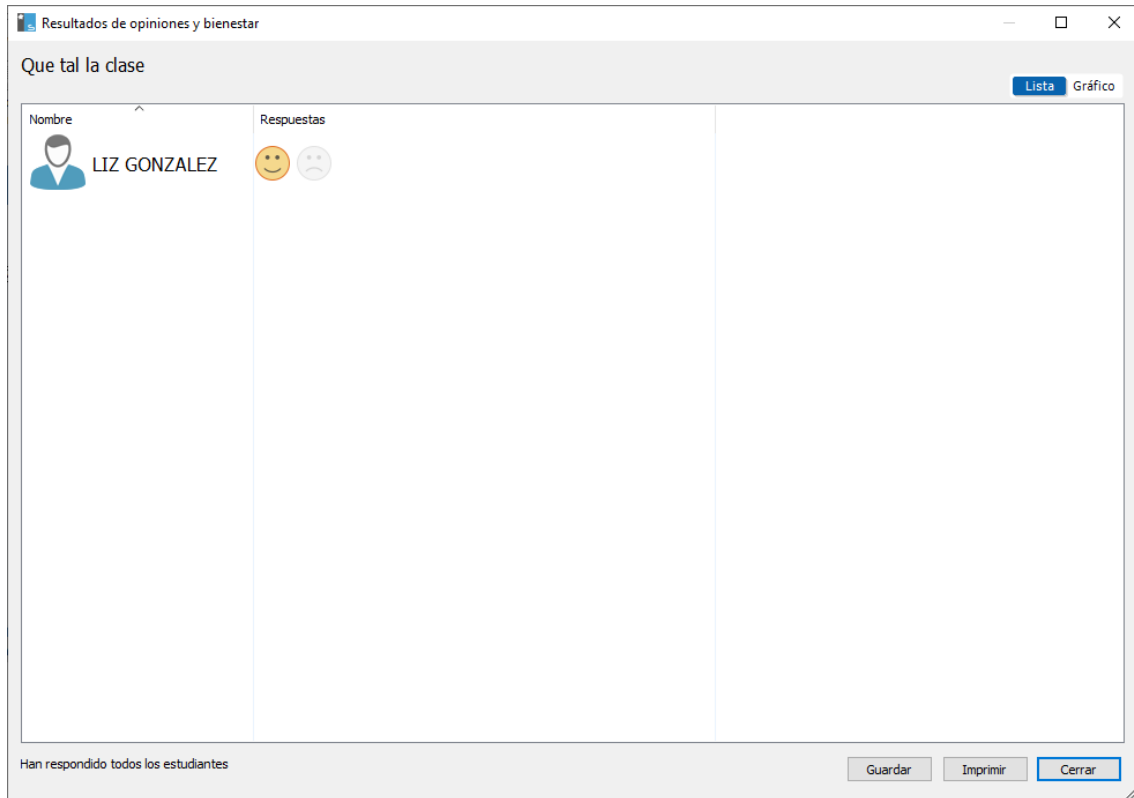 Resultados de opiniones y bienestar
Que tal la clase
Lista Gráfico
Nombre Respuestas
LIZ GONZALEZ
Han respondido todos los estudiantes
Guardar Imprimir Cerrar